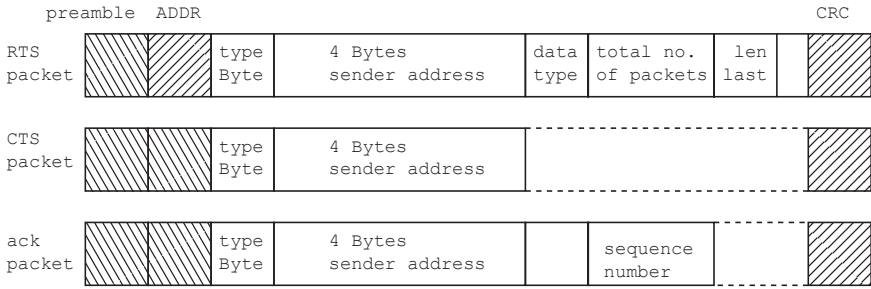 preamble ADDR CRC
RTS type 4 Bytes data total no. len
packet Byte sender address type of packets last
CTS type 4 Bytes
packet Byte sender address
ack type 4 Bytes sequence
packet Byte sender address number